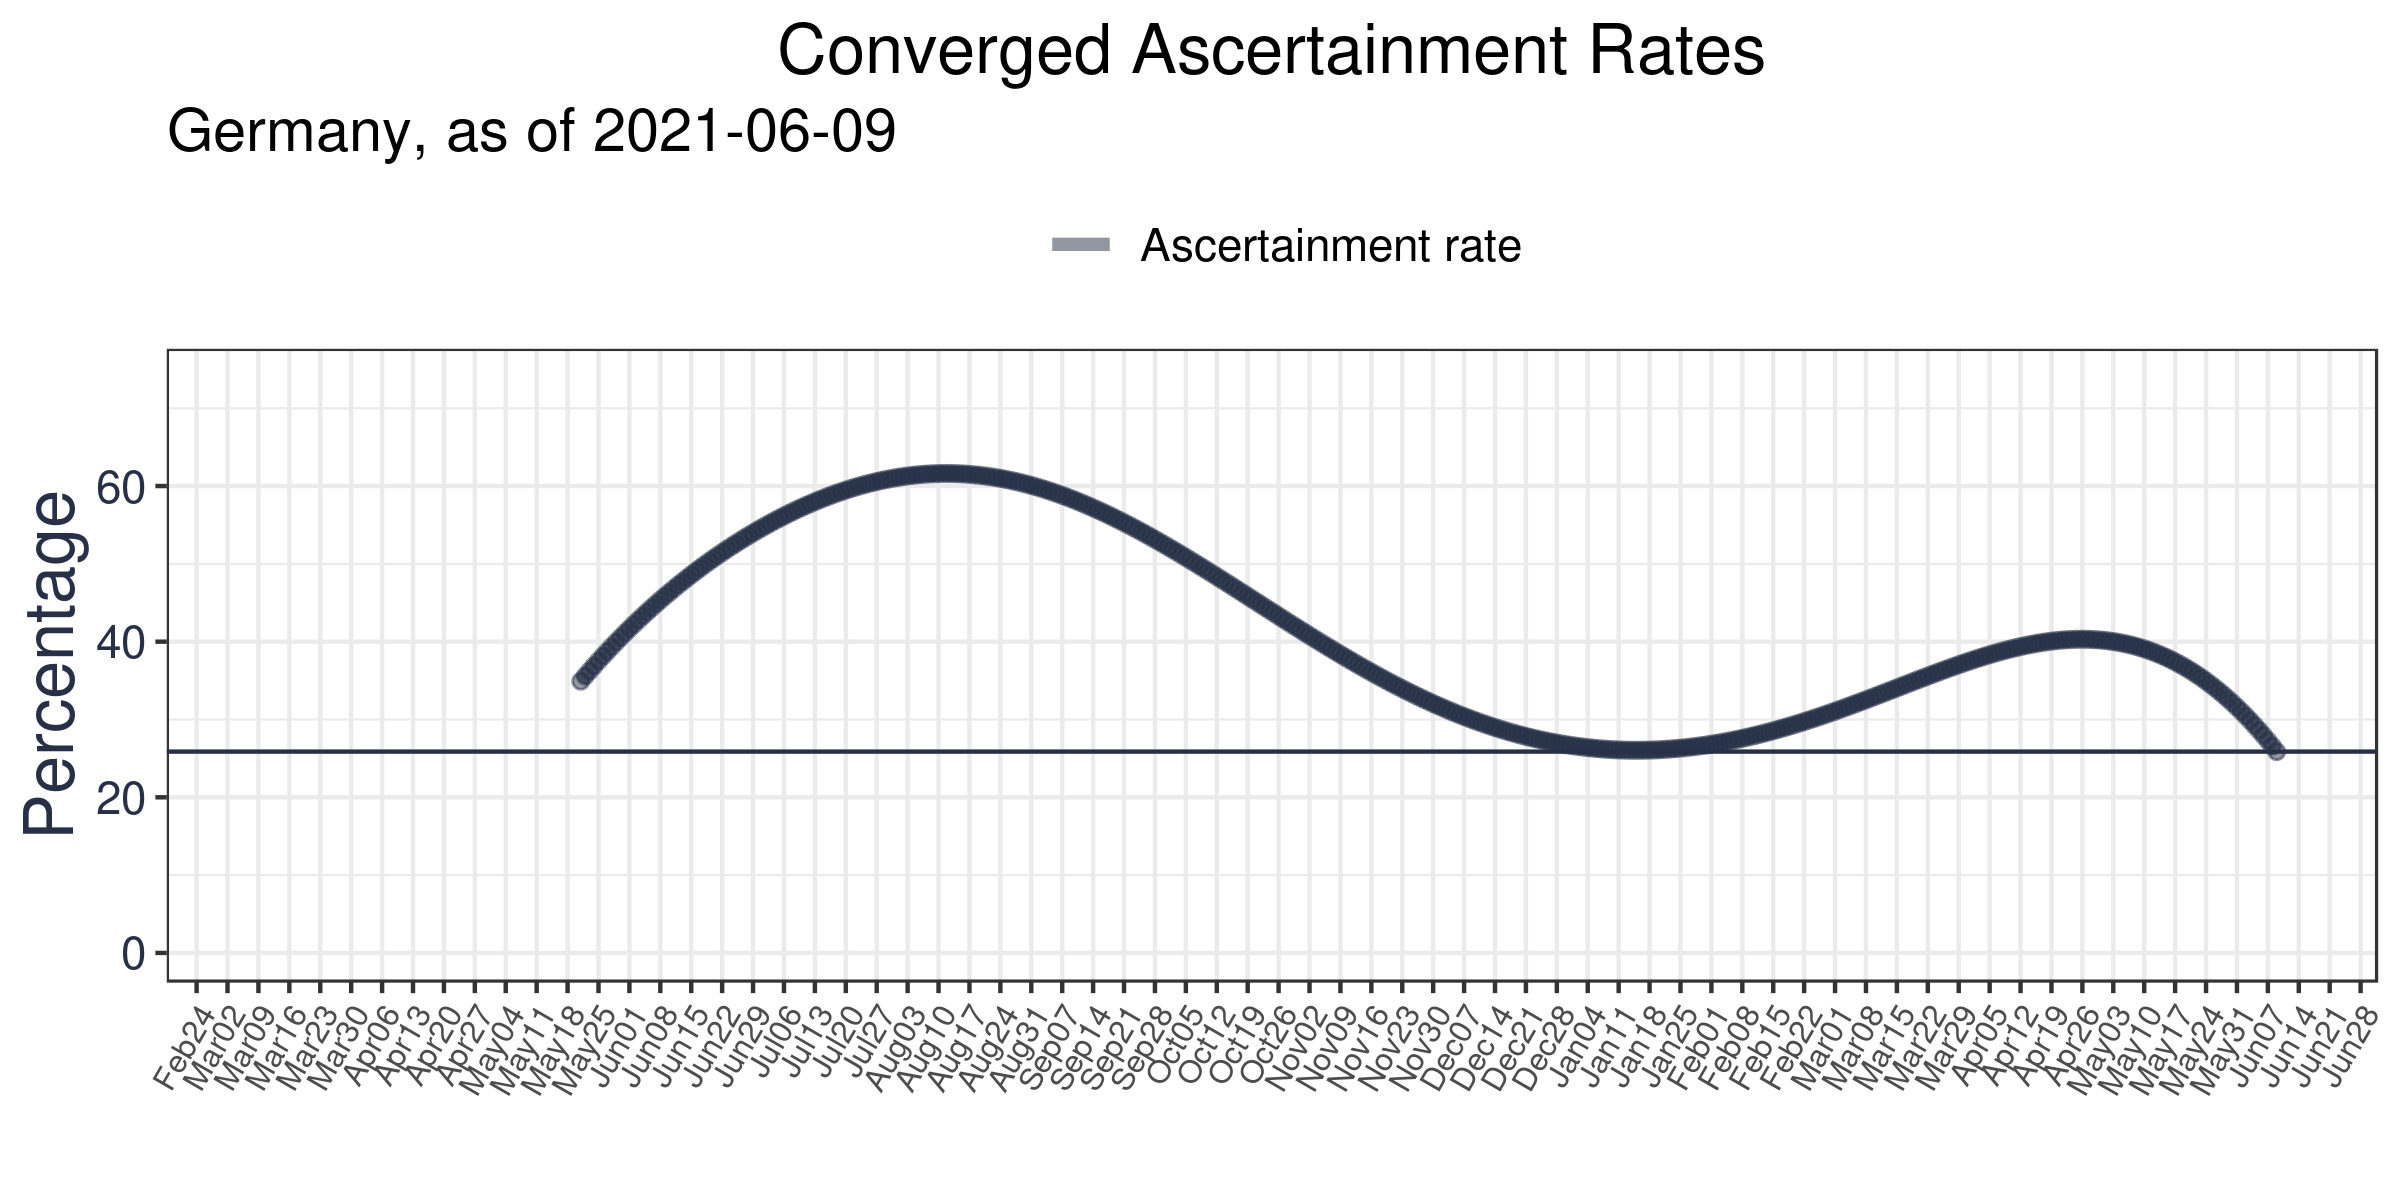 Converged Ascertainment Rates
Germany, as of 2021-06-09
Ascertainment rate
Percentage
60
40
20
0
Feb24 Mar02 Mar09 Mar16 Mar23 Mar30 Apr06 Apr13 Apr20 Apr27 May04 May11 May18 May25 Jun01 Jun08 Jun15 Jun22 Jun29 Jul06 Jul13 Jul20 Jul27 Aug03 Aug10 Aug17 Aug24 Aug31 Sep07 Sep14 Sep21 Sep28 Oct05 Oct12 Oct19 Oct26 Nov02 Nov09 Nov16 Nov23 Nov30 Dec07 Dec14 Dec21 Dec28 Jan04 Jan11 Jan18 Jan25 Feb01 Feb08 Feb15 Feb22 Mar01 Mar08 Mar15 Mar22 Mar29 Apr05 Apr12 Apr19 Apr26 May03 May10 May17 May24 May31 Jun07 Jun14 Jun21 Jun28